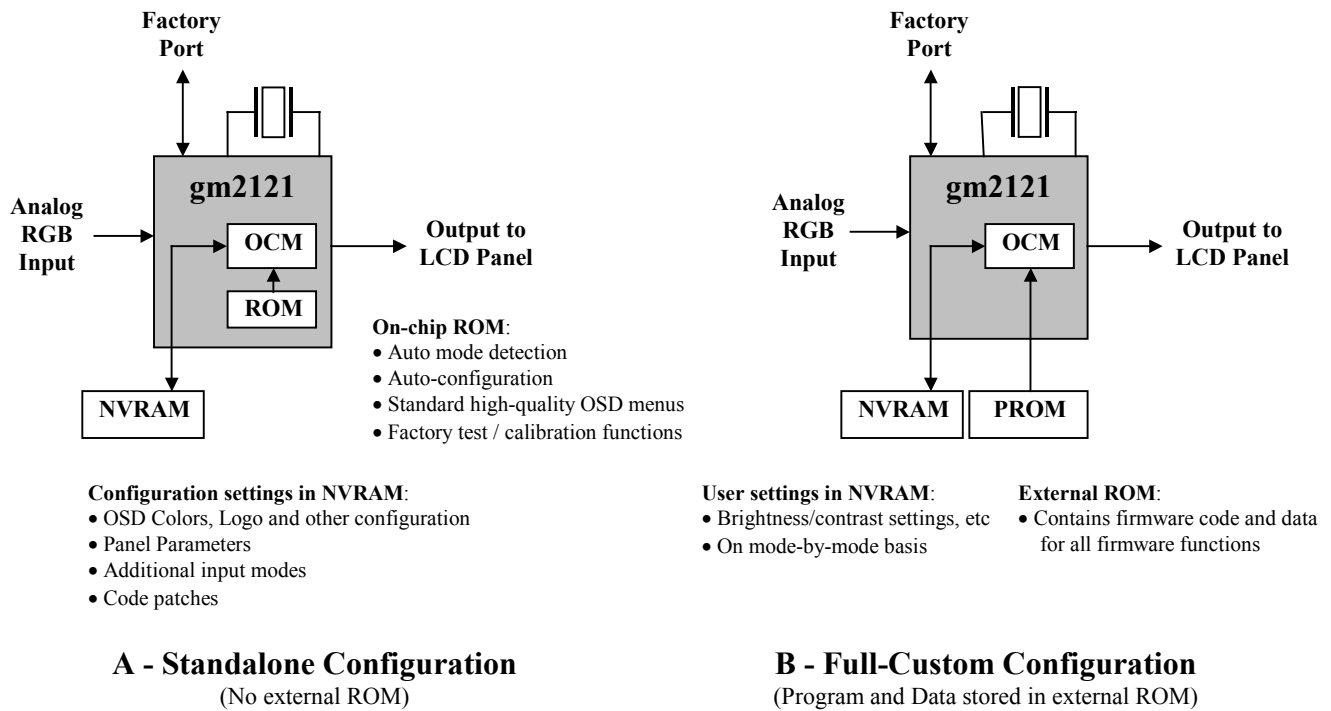 Factory
Port
gm2121
Analog
RGB
Input
OCM
ROM
Output to
LCD Panel
NVRAM
On-chip ROM:
• Auto mode detection
• Auto-configuration
• Standard high-quality OSD menus
• Factory test / calibration functions
Configuration settings in NVRAM:
• OSD Colors, Logo and other configuration
• Panel Parameters
• Additional input modes
• Code patches
A - Standalone Configuration
(No external ROM)
Factory
Port
gm2121
Analog
RGB
Input
OCM
Output to
LCD Panel
NVRAM
PROM
User settings in NVRAM:
• Brightness/contrast settings, etc
• On mode-by-mode basis
External ROM:
• Contains firmware code and data
for all firmware functions
B - Full-Custom Configuration
(Program and Data stored in external ROM)